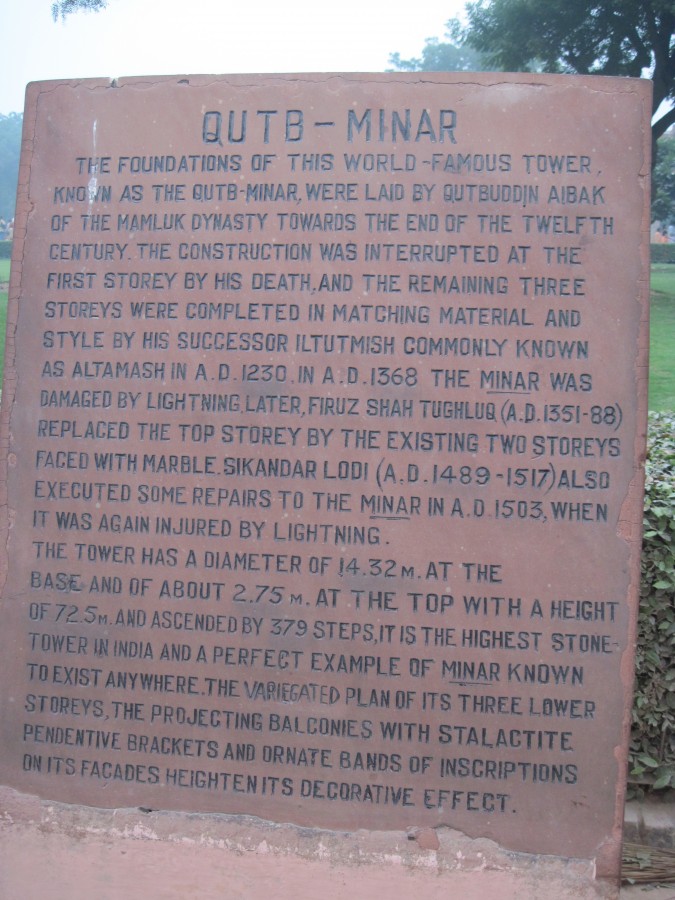 QUTB-MINAR
THE FOUNDATIONS OF THIS WORLD-FAMOUS TOWER,
KNOWN AS THE QUTB-MINAR, WERE LAID BY QUTBUDDIN AIBAK
OF THE MAMLUK DYNASTY TOWARDS THE END OF THE TWELFTH
CENTURY. THE CONSTRUCTION WAS INTERRUPTED AT THE
FIRST STOREY BY HIS DEATH, AND THE REMAINING THREE
STOREYS WERE COMPLETED IN MATCHING MATERIAL AND
STYLE BY HIS SUCCESSOR ILTUTMISH COMMONLY KNOWN
AS ALTAMASH IN A.D.1230. IN A.D.1368 THE MINAR WAS
DAMAGED BY LIGHTNING, LATER, FIRUZ SHAH TUGHLUQ (A.D.1351-88)
REPLACED THE TOP STOREY BY THE EXISTING TWO STOREYS
FACED WITH MARBLE. SIKANDAR LODI (A.D.1489-1517) ALSO
EXECUTED SOME REPAIRS TO THE MINAR IN A.D.1503, WHEN
IT WAS AGAIN INJURED BY LIGHTNING.
THE TOWER HAS A DIAMETER OF 14.32 M. AT THE
BASE AND OF ABOUT 2.75 M. AT THE TOP WITH A HEIGHT
OF 72.5 M. AND ASCENDED BY 379 STEPS, IT IS THE HIGHEST STONE-
TOWER IN INDIA AND A PERFECT EXAMPLE OF MINAR KNOWN
TO EXIST ANYWHERE. THE VARIEGATED PLAN OF ITS THREE LOWER
STOREYS, THE PROJECTING BALCONIES WITH STALACTITE
PENDENTIVE BRACKETS AND ORNATE BANDS OF INSCRIPTIONS
ON ITS FACADES HEIGHTEN ITS DECORATIVE EFFECT.